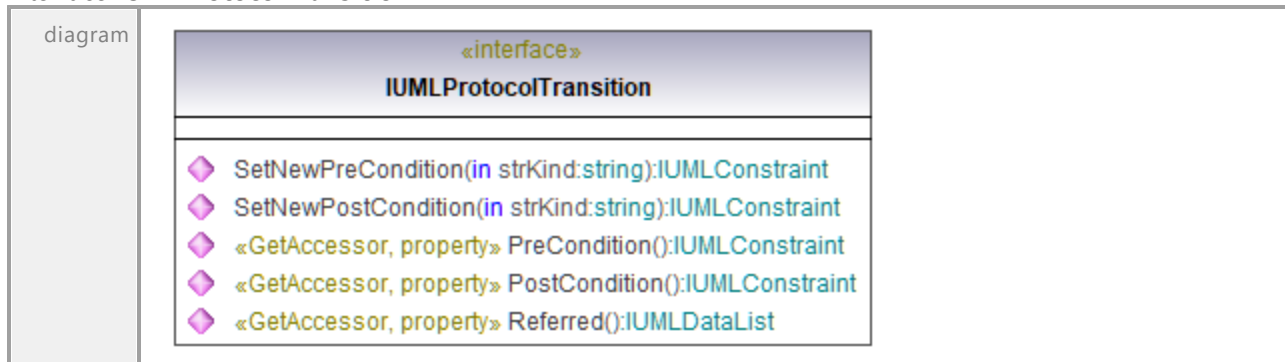 diagram
«interface»
IUMLProtocolTransition
SetNewPreCondition(in strKind:string):IUMLConstraint
SetNewPostCondition(in strKind:string):IUMLConstraint
«GetAccessor, property» PreCondition():IUMLConstraint
«GetAccessor, property» PostCondition():IUMLConstraint
«GetAccessor, property» Referred():IUMLDataList